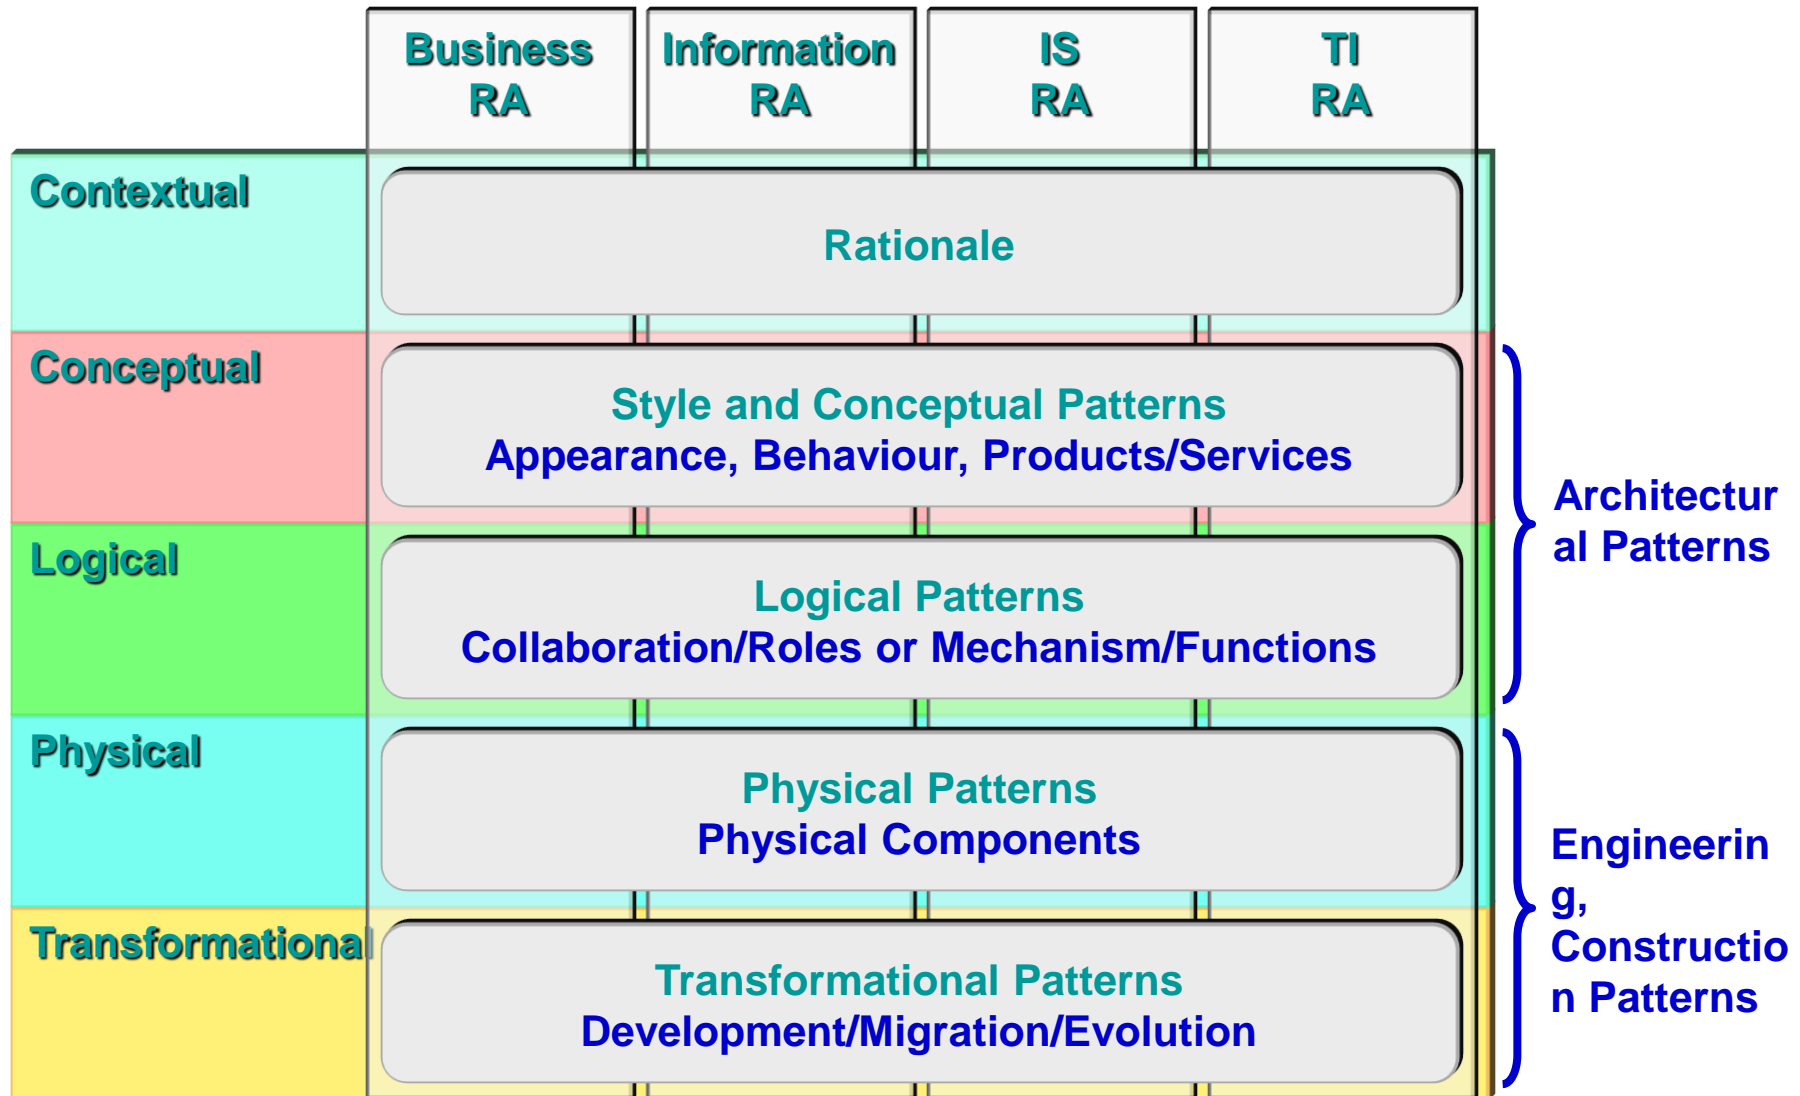 Business
RA
Information
RA
IS
RA
TI
RA
Contextual
Rationale
Conceptual
Style and Conceptual Patterns
Appearance, Behaviour, Products/Services
Architectur
al Patterns
Logical
Logical Patterns
Collaboration/Roles or Mechanism/Functions
Physical
Physical Patterns
Physical Components
Engineerin
g,
Constructio
n Patterns
Transformational
Transformational Patterns
Development/Migration/Evolution